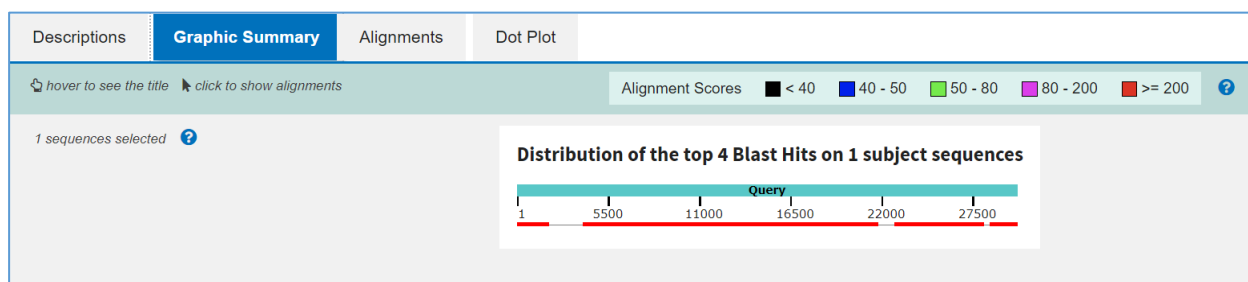 Descriptions Graphic Summary Alignments Dot Plot
hover to see the title click to show alignments Alignment Scores < 40 40 - 50 50 - 80 80 - 200 >= 200 ?
1 sequences selected ?
Distribution of the top 4 Blast Hits on 1 subject sequences
Query
1 5500 11000 16500 22000 27500